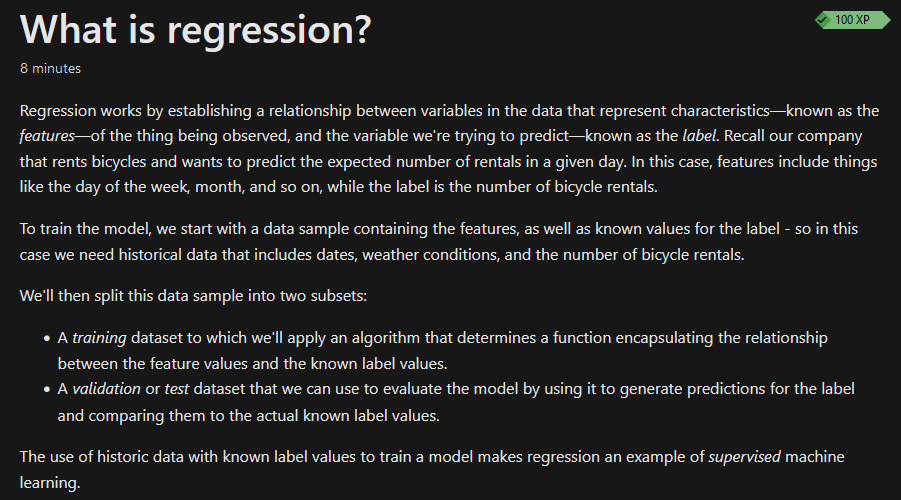 What is regression?
100 XP
8 minutes
Regression works by establishing a relationship between variables in the data that represent characteristics—known as the
features—of the thing being observed, and the variable we're trying to predict—known as the label. Recall our company
that rents bicycles and wants to predict the expected number of rentals in a given day. In this case, features include things
like the day of the week, month, and so on, while the label is the number of bicycle rentals.
To train the model, we start with a data sample containing the features, as well as known values for the label - so in this
case we need historical data that includes dates, weather conditions, and the number of bicycle rentals.
We'll then split this data sample into two subsets:
• A training dataset to which we'll apply an algorithm that determines a function encapsulating the relationship
between the feature values and the known label values.
• A validation or test dataset that we can use to evaluate the model by using it to generate predictions for the label
and comparing them to the actual known label values.
The use of historic data with known label values to train a model makes regression an example of supervised machine
learning.